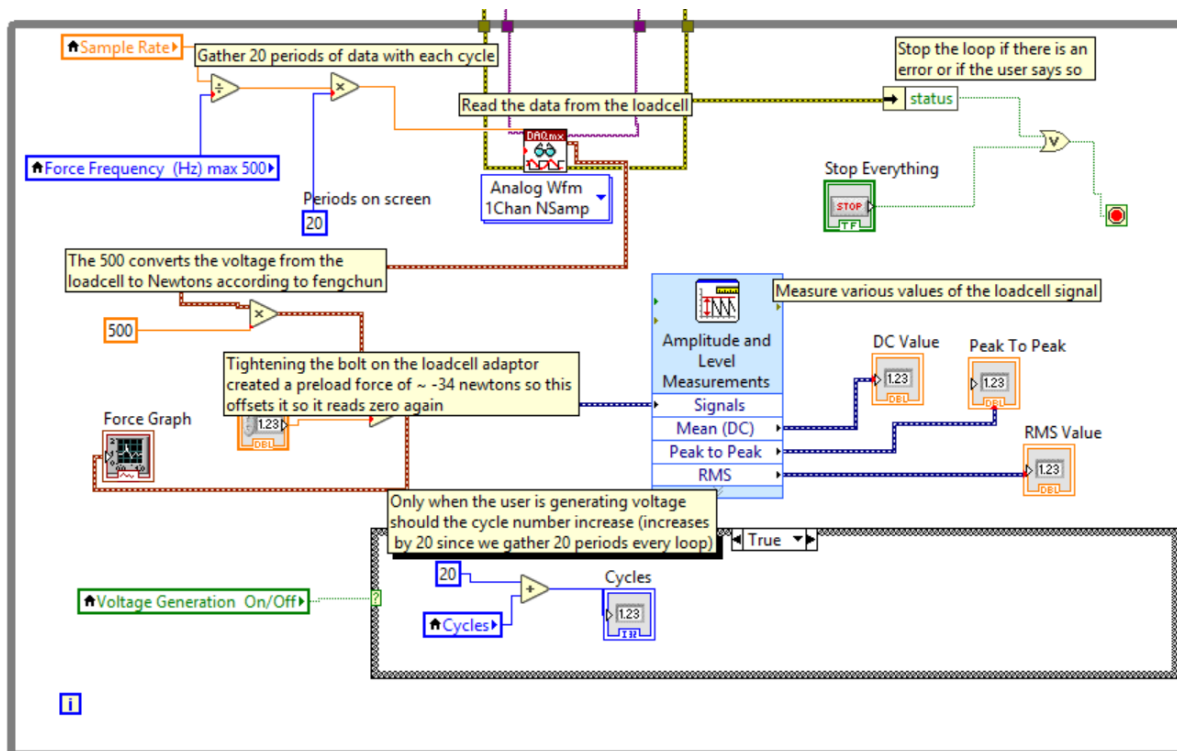 Sample Rate
Gather 20 periods of data with each cycle
Stop the loop if there is an
error or if the user says so
Read the data from the loadcell
status
DAQmx
Force Frequency (Hz) max 500
Periods on screen
20
Analog Wfm
1Chan NSamp
Stop Everything
STOP
TF
The 500 converts the voltage from the
loadcell to Newtons according to fengchun
500
Measure various values of the loadcell signal
Amplitude and
Level
Measurements
Signals
Mean (DC)
Peak to Peak
RMS
DC Value
1.23
DBL
Peak To Peak
1.23
DBL
RMS Value
1.23
DBL
Tightening the bolt on the loadcell adaptor
created a preload force of ~ -34 newtons so this
offsets it so it reads zero again
1.23
DBL
Force Graph
Only when the user is generating voltage
should the cycle number increase (increases
by 20 since we gather 20 periods every loop)
True
20
Cycles
1.23
I32
Voltage Generation On/Off
?
Cycles
i